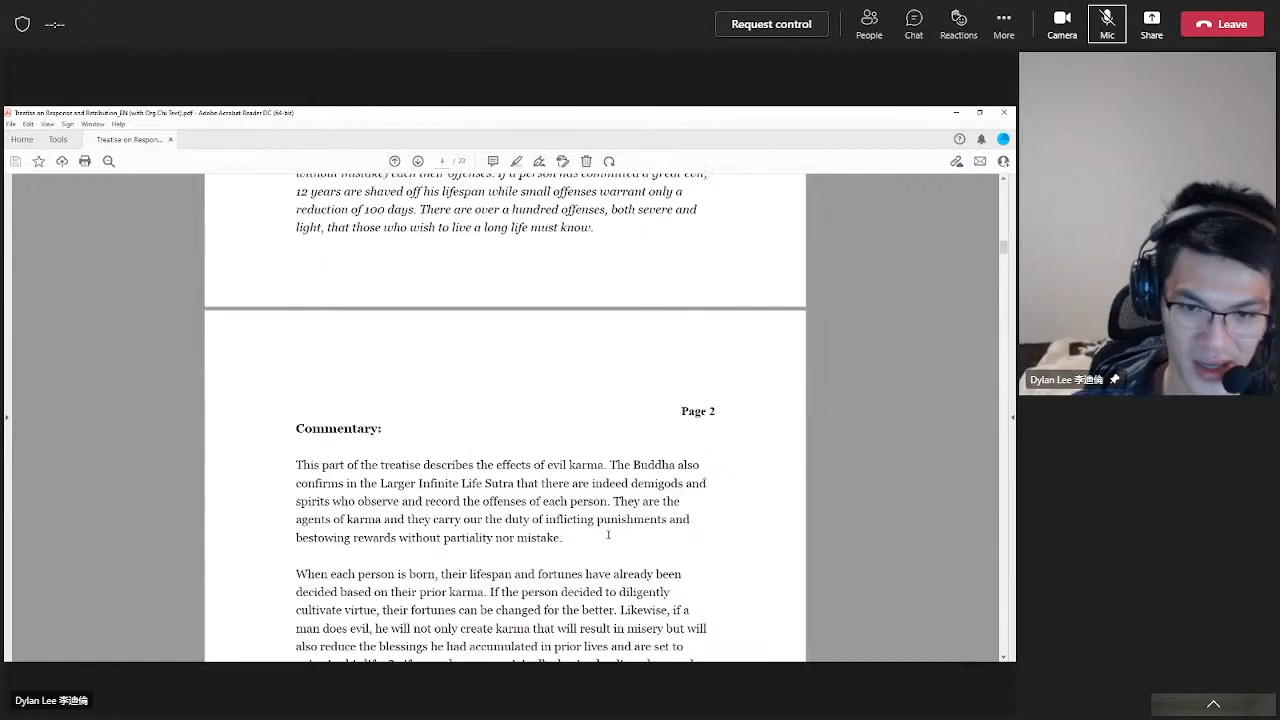 --:--
Request control
People
Chat
Reactions
More
Camera
Mic
Share
Leave
Treatise on Response and Retribution_EN (with Org Chi Text).pdf - Adobe Acrobat Reader DC (64-bit)
File Edit View Sign Window Help
Home Tools Treatise on Respon... ×
4 / 23
without mistake) each their offenses. If a person has committed a great evil,
12 years are shaved off his lifespan while small offenses warrant only a
reduction of 100 days. There are over a hundred offenses, both severe and
light, that those who wish to live a long life must know.
Page 2
Commentary:
This part of the treatise describes the effects of evil karma. The Buddha also
confirms in the Larger Infinite Life Sutra that there are indeed demigods and
spirits who observe and record the offenses of each person. They are the
agents of karma and they carry our the duty of inflicting punishments and
bestowing rewards without partiality nor mistake.
When each person is born, their lifespan and fortunes have already been
decided based on their prior karma. If the person decided to diligently
cultivate virtue, their fortunes can be changed for the better. Likewise, if a
man does evil, he will not only create karma that will result in misery but will
also reduce the blessings he had accumulated in prior lives and are set to
Dylan Lee 李迪倫
Dylan Lee 李迪倫